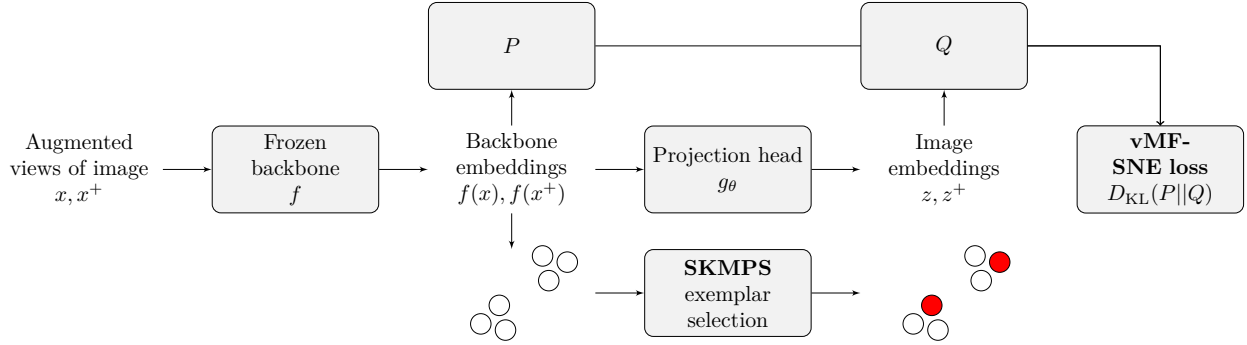 P
Q
Augmented
views of image
x, x⁺
Frozen
backbone
f
Backbone
embeddings
f(x), f(x⁺)
Projection head
g_θ
Image
embeddings
z, z⁺
vMF-
SNE loss
D_KL(P||Q)
SKMPS
exemplar
selection